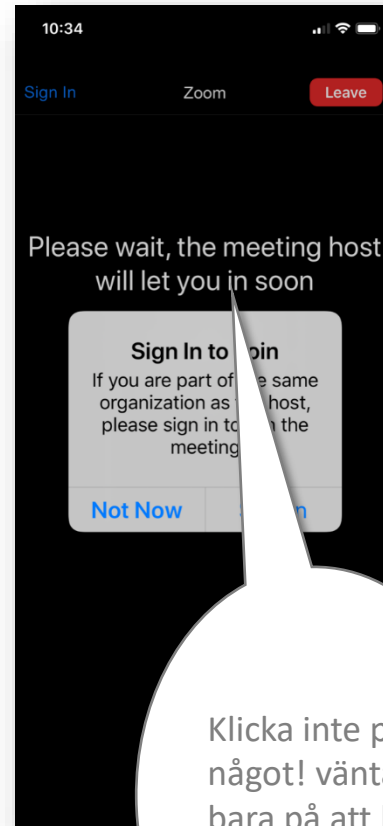 10:34
Sign In Zoom Leave
Please wait, the meeting host
will let you in soon
Sign In to
If you are part of same
organization as host,
please sign in the
meeting
Not Now
Klicka inte
något!
bara på att